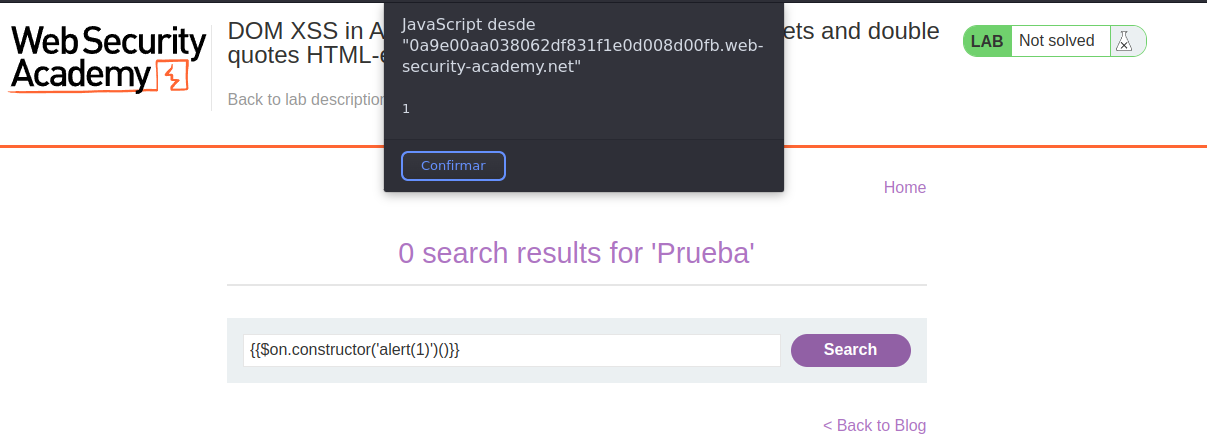 Web Security
Academy
DOM XSS in A
ets and double
quotes HTML-e
Back to lab description
LAB
Not solved
JavaScript desde
"0a9e00aa038062df831f1e0d008d00fb.web-
security-academy.net"
1
Confirmar
Home
0 search results for 'Prueba'
{{$on.constructor('alert(1)')()}}
Search
< Back to Blog